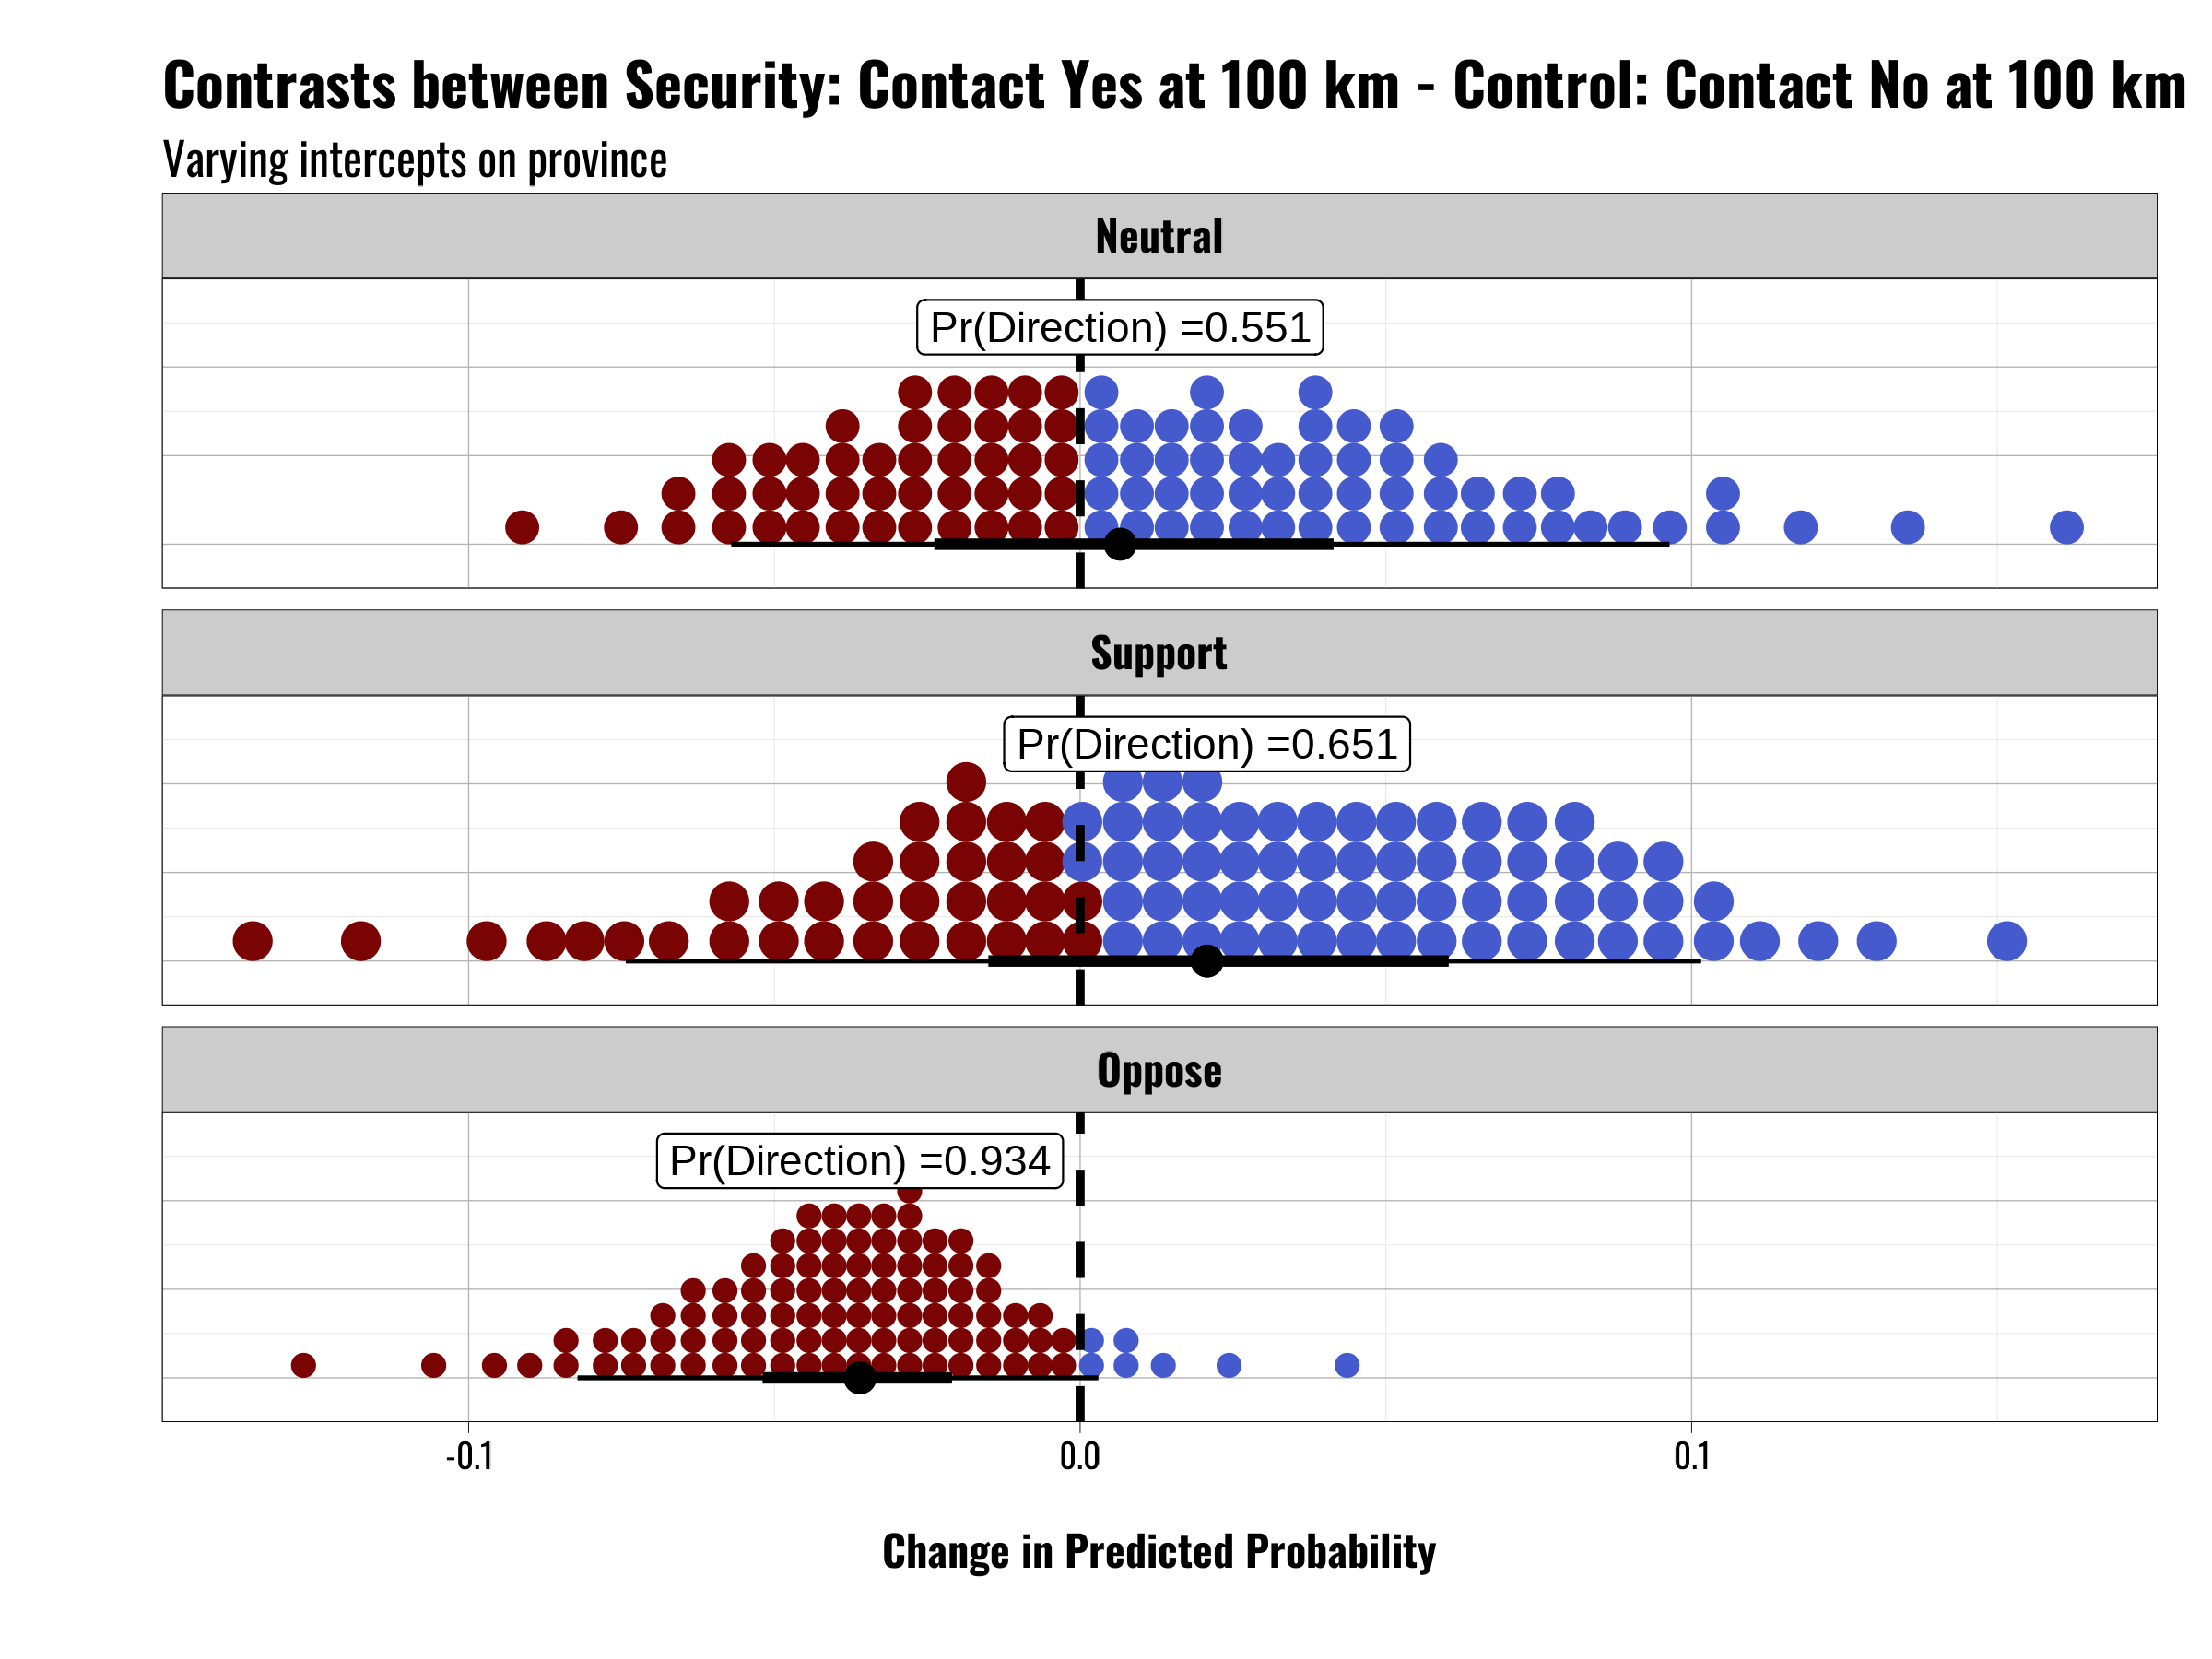 Contrasts between Security: Contact Yes at 100 km - Control: Contact No at 100 km
Varying intercepts on province
Neutral
Pr(Direction) =0.551
Support
Pr(Direction) =0.651
Oppose
Pr(Direction) =0.934
-0.1 0.0 0.1
Change in Predicted Probability